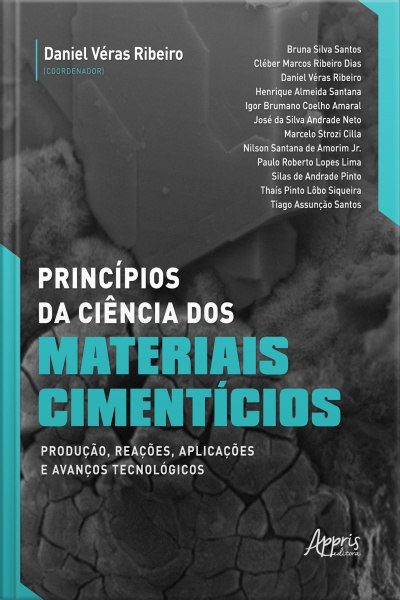 Daniel Véras Ribeiro
(COORDENADOR)
Bruna Silva Santos
Cléber Marcos Ribeiro Dias
Daniel Véras Ribeiro
Henrique Almeida Santana
Igor Brumano Coelho Amaral
José da Silva Andrade Neto
Marcelo Strozi Cilla
Nilson Santana de Amorim Jr.
Paulo Roberto Lopes Lima
Silas de Andrade Pinto
Thaís Pinto Lôbo Siqueira
Tiago Assunção Santos
PRINCÍPIOS
DA CIÊNCIA DOS
MATERIAIS
CIMENTÍCIOS
PRODUÇÃO, REAÇÕES, APLICAÇÕES
E AVANÇOS TECNOLÓGICOS
Appris
editora